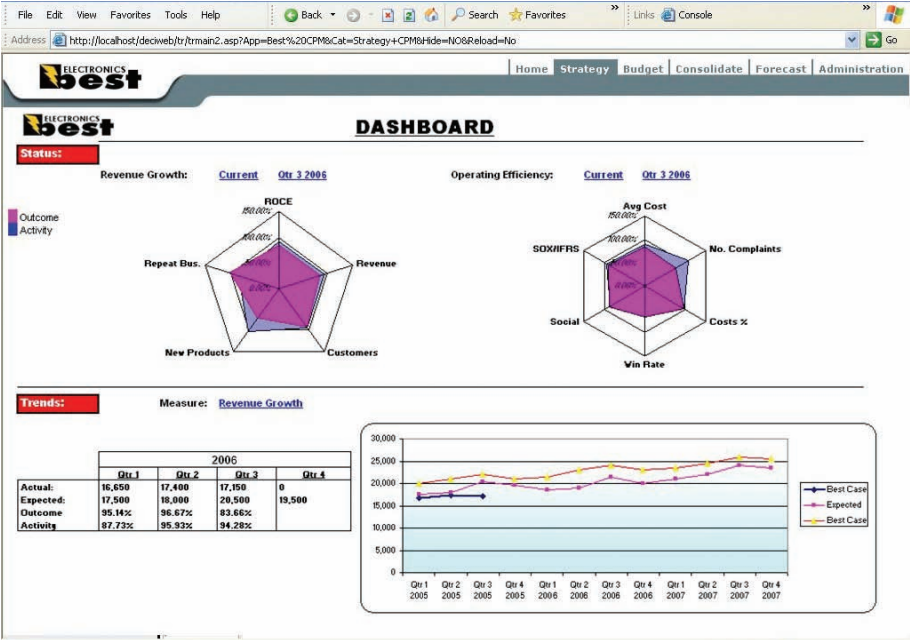 File Edit View Favorites Tools Help Back Search Favorites » Links Console »
Address http://localhost/deciweb/tr/trmain2.asp?App=Best%20CPM&Cat=Strategy+CPM&Hide=NO&Reload=No Go
ELECTRONICS
best
Home Strategy Budget Consolidate Forecast Administration
ELECTRONICS
best
DASHBOARD
Status:
Revenue Growth: Current Qtr 3 2006
Operating Efficiency: Current Qtr 3 2006
Outcome
Activity
ROCE
150.00%
100.00%
0.00%
Repeat Bus.
Revenue
New Products
Customers
Avg Cost
150.00%
100.00%
0.00%
SOX/IFRS
No. Complaints
Social
Costs %
Win Rate
Trends:
Measure: Revenue Growth
2006
Qtr 1 Qtr 2 Qtr 3 Qtr 4
Actual: 16,650 17,400 17,150 0
Expected: 17,500 18,000 20,500 19,500
Outcome 95.14% 96.67% 83.66%
Activity 87.73% 95.93% 94.28%
30,000
25,000
20,000
15,000
10,000
5,000
0
Qtr 1 Qtr 2 Qtr 3 Qtr 4 Qtr 1 Qtr 2 Qtr 3 Qtr 4 Qtr 1 Qtr 2 Qtr 3 Qtr 4
2005 2005 2005 2005 2006 2006 2006 2006 2007 2007 2007 2007
Best Case
Expected
Best Case